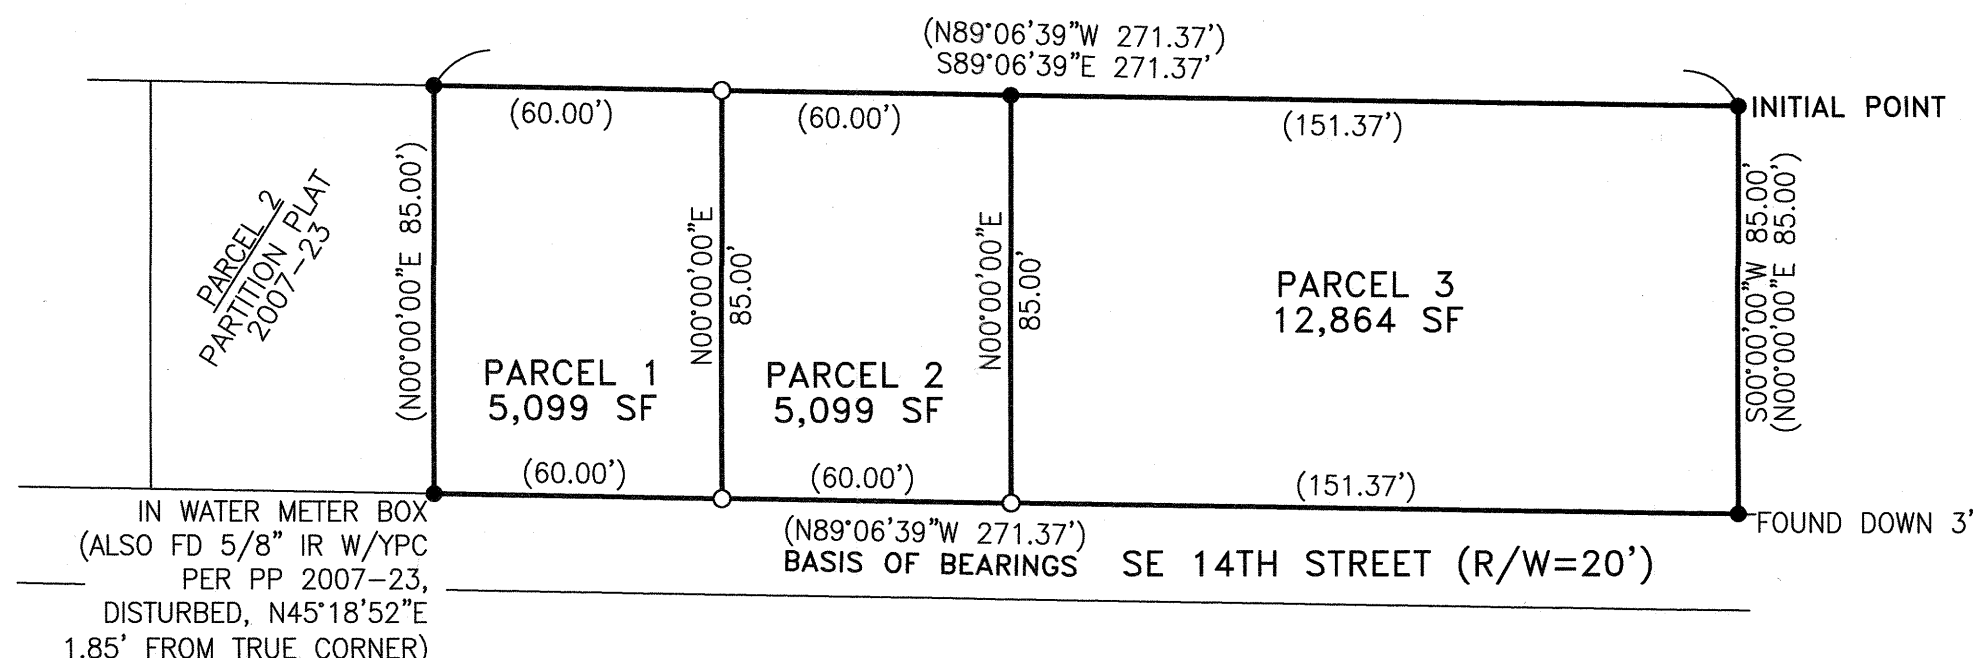 (N89°06'39"W 271.37')
S89°06'39"E 271.37'
(60.00')
(60.00')
(151.37')
INITIAL POINT
PARCEL 2
PARTITION PLAT
2007-23
(N00°00'00"E 85.00')
N00°00'00"E
85.00'
N00°00'00"E
85.00'
S00°00'00"W 85.00'
(N00°00'00"E 85.00')
PARCEL 1
5,099 SF
PARCEL 2
5,099 SF
PARCEL 3
12,864 SF
(60.00')
(60.00')
(151.37')
IN WATER METER BOX
(ALSO FD 5/8" IR W/YPC
PER PP 2007-23,
DISTURBED, N45°18'52"E
1.85' FROM TRUE CORNER)
(N89°06'39"W 271.37')
BASIS OF BEARINGS
SE 14TH STREET (R/W=20')
FOUND DOWN 3'